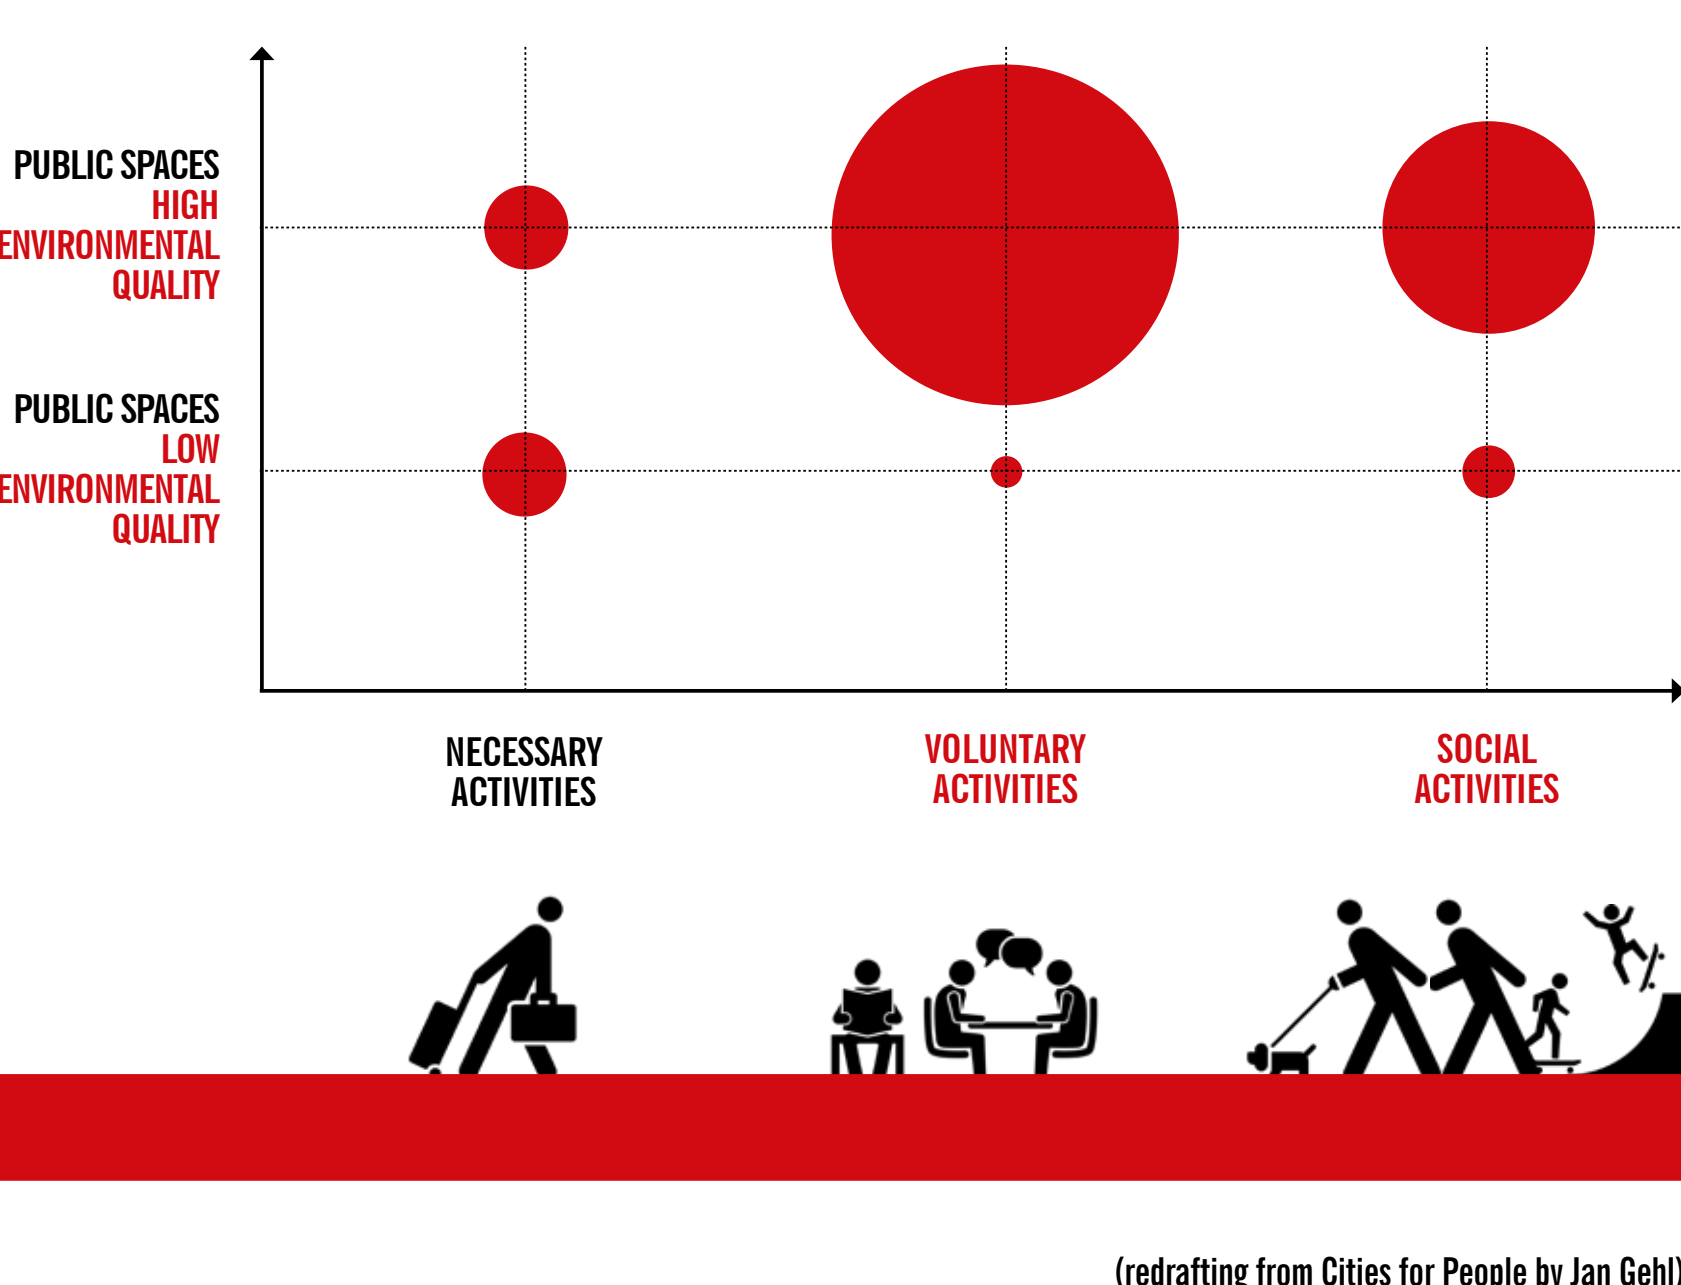 PUBLIC SPACES
HIGH
ENVIRONMENTAL
QUALITY
PUBLIC SPACES
LOW
ENVIRONMENTAL
QUALITY
NECESSARY
ACTIVITIES
VOLUNTARY
ACTIVITIES
SOCIAL
ACTIVITIES
(redrafting from Cities for People by Jan Gehl)